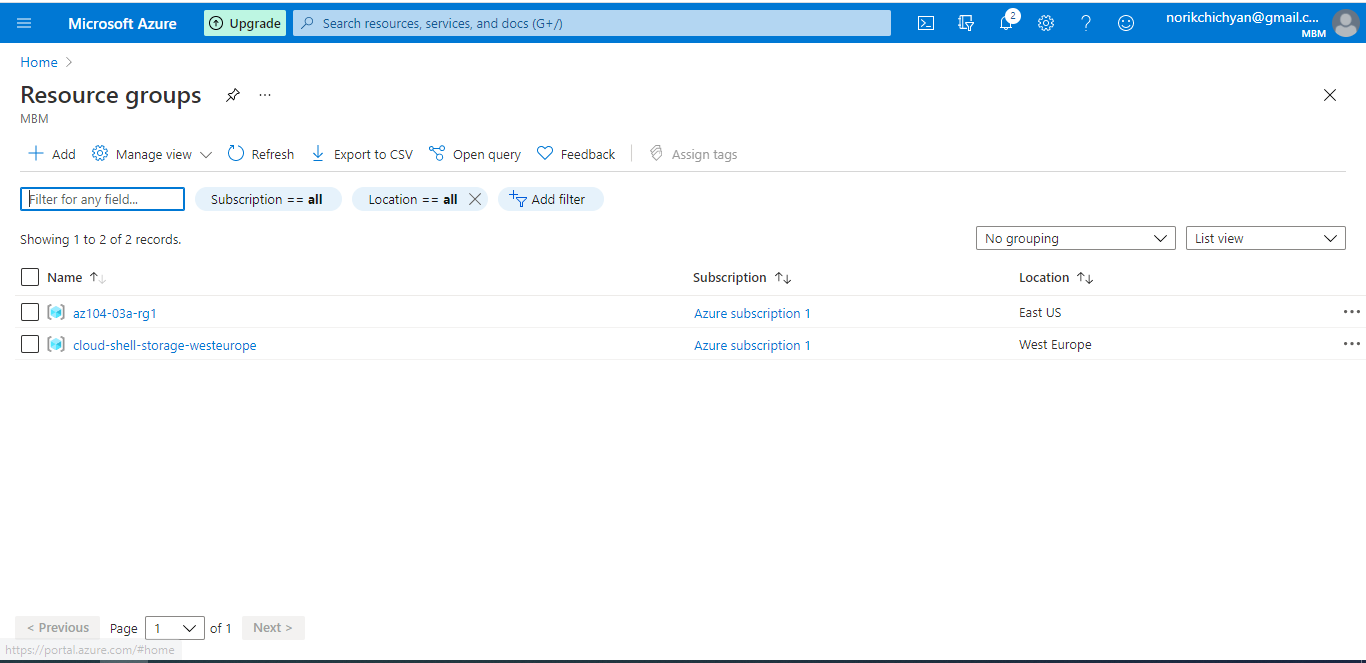 Microsoft Azure Upgrade Search resources, services, and docs (G+/) 2 norikchichyan@gmail.c...
MBM
Home >
Resource groups ...
MBM
Add Manage view Refresh Export to CSV Open query Feedback Assign tags
Filter for any field... Subscription == all Location == all Add filter
Showing 1 to 2 of 2 records. No grouping List view
Name Subscription Location
az104-03a-rg1 Azure subscription 1 East US
cloud-shell-storage-westeurope Azure subscription 1 West Europe
< Previous Page 1 of 1 Next >
https://portal.azure.com/#home